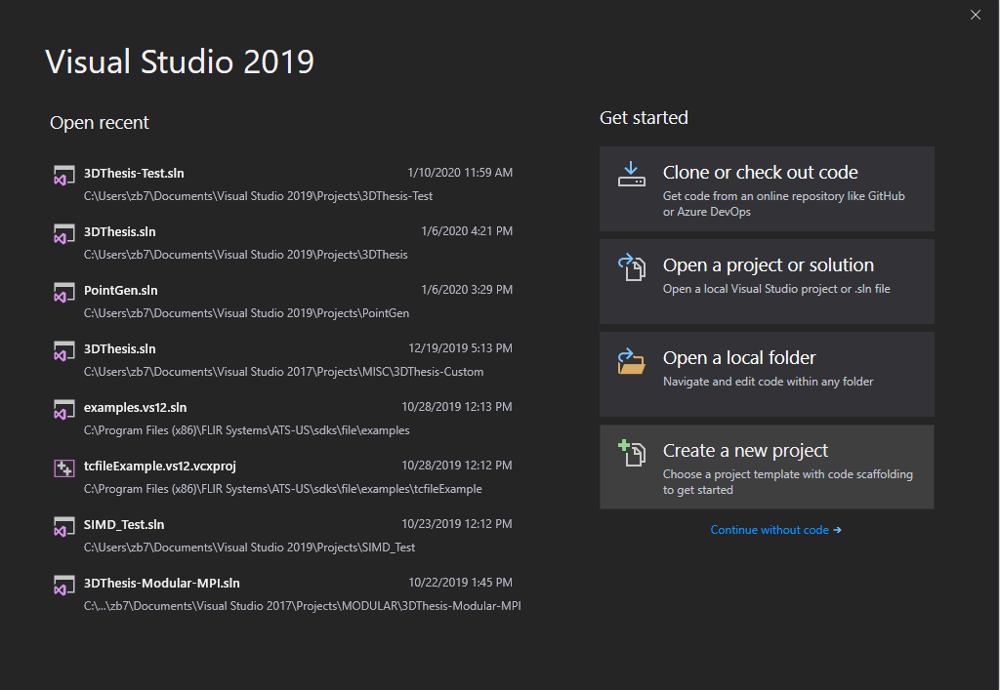 Visual Studio 2019
Open recent
3DThesis-Test.sln 1/10/2020 11:59 AM
C:\Users\zb7\Documents\Visual Studio 2019\Projects\3DThesis-Test
3DThesis.sln 1/6/2020 4:21 PM
C:\Users\zb7\Documents\Visual Studio 2019\Projects\3DThesis
PointGen.sln 1/6/2020 3:29 PM
C:\Users\zb7\Documents\Visual Studio 2019\Projects\PointGen
3DThesis.sln 12/19/2019 5:13 PM
C:\Users\zb7\Documents\Visual Studio 2017\Projects\MISC\3DThesis-Custom
examples.vs12.sln 10/28/2019 12:13 PM
C:\Program Files (x86)\FLIR Systems\ATS-US\sdks\file\examples
tcfileExample.vs12.vcxproj 10/28/2019 12:12 PM
C:\Program Files (x86)\FLIR Systems\ATS-US\sdks\file\examples\tcfileExample
SIMD_Test.sln 10/23/2019 12:12 PM
C:\Users\zb7\Documents\Visual Studio 2019\Projects\SIMD_Test
3DThesis-Modular-MPI.sln 10/22/2019 1:45 PM
C:\...\zb7\Documents\Visual Studio 2017\Projects\MODULAR\3DThesis-Modular-MPI
Get started
Clone or check out code
Get code from an online repository like GitHub
or Azure DevOps
Open a project or solution
Open a local Visual Studio project or .sln file
Open a local folder
Navigate and edit code within any folder
Create a new project
Choose a project template with code scaffolding
to get started
Continue without code →